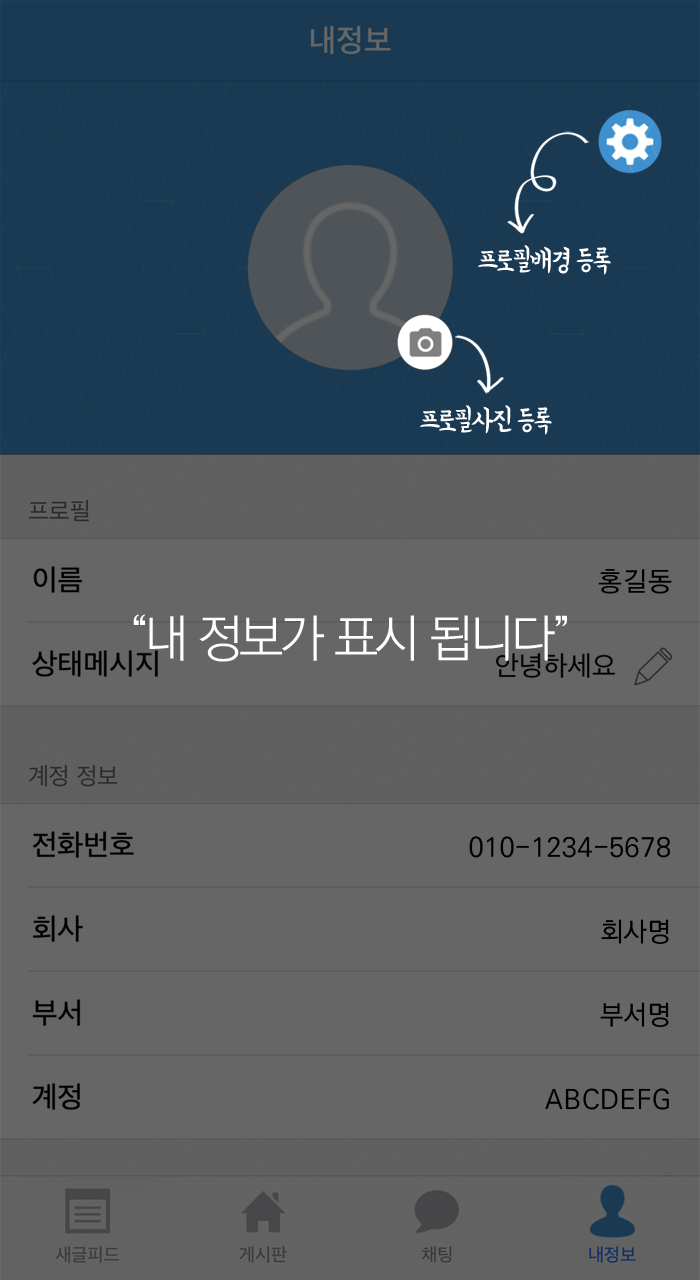 내정보
프로필배경 등록
프로필사진 등록
프로필
이름 홍길동
“내 정보가 표시 됩니다”
상태메시지 안녕하세요
계정 정보
전화번호 010-1234-5678
회사 회사명
부서 부서명
계정 ABCDEFG
새글피드 게시판 채팅 내정보